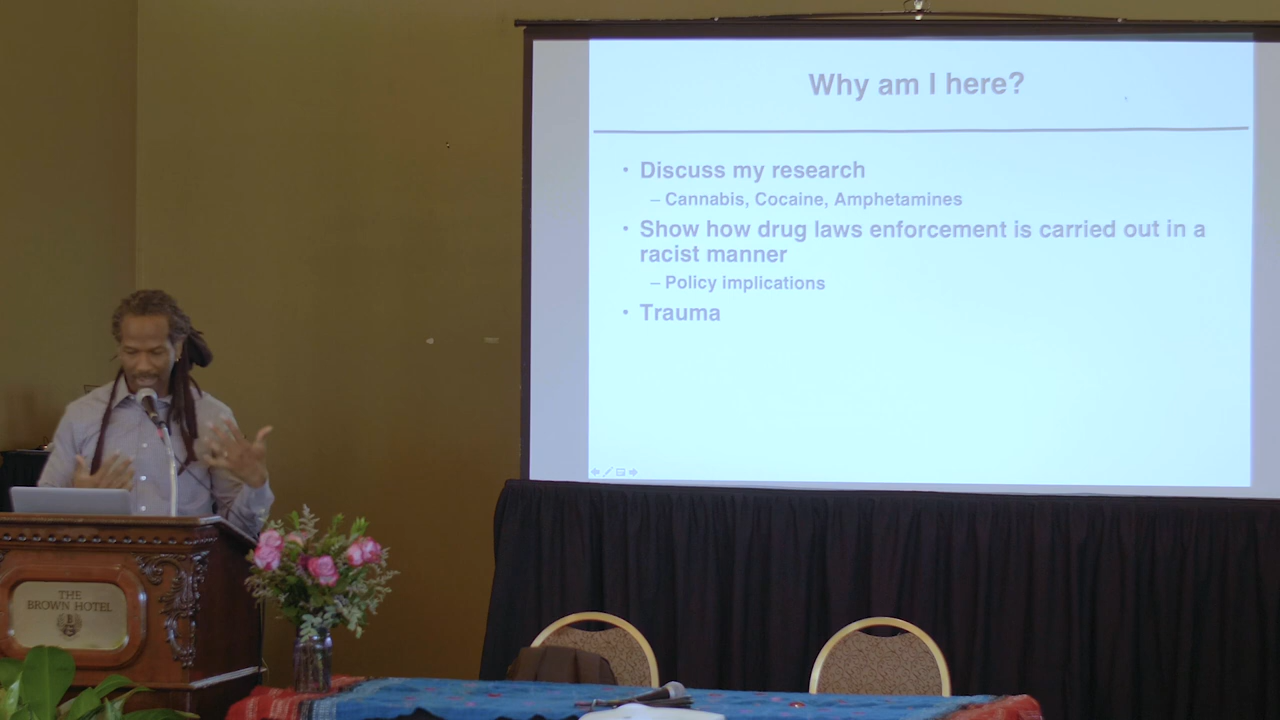 Why am I here?
• Discuss my research
– Cannabis, Cocaine, Amphetamines
• Show how drug laws enforcement is carried out in a
racist manner
– Policy implications
• Trauma
THE
BROWN HOTEL
B